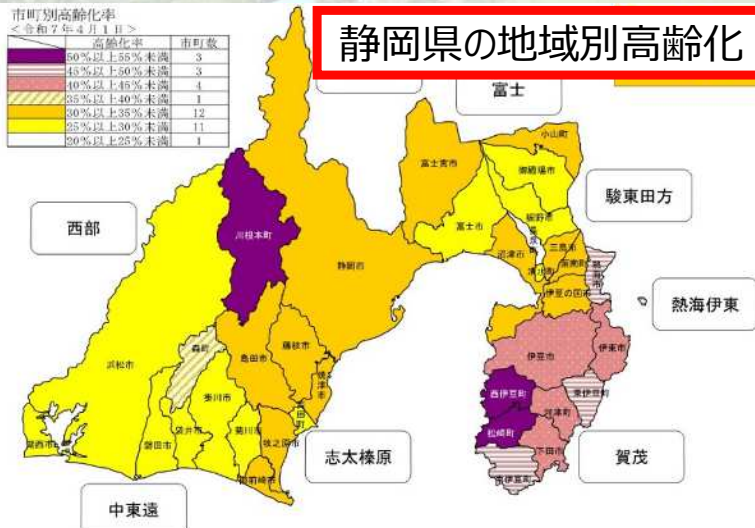 市町別高齢化率
<令和7年4月1日>
高齢化率 市町数
50%以上55%未満 3
45%以上50%未満 3
40%以上45%未満 4
35%以上40%未満 1
30%以上35%未満 12
25%以上30%未満 11
20%以上25%未満 1
静岡県の地域別高齢化
富士
小山町
御殿場市
富士宮市
駿東田方
裾野市
富士市
西部
川根本町
三島市
沼津市
函南町
熱海市
清水町
静岡市
伊豆の国市
熱海伊東
藤枝市
島田市
森町
伊豆市
伊東市
浜松市
焼津市
掛川市
西伊豆町
東伊豆町
河津町
袋井市
菊川市
牧之原市
松崎町
湖西市
磐田市
下田市
志太榛原
賀茂
御前崎市
南伊豆町
中東遠